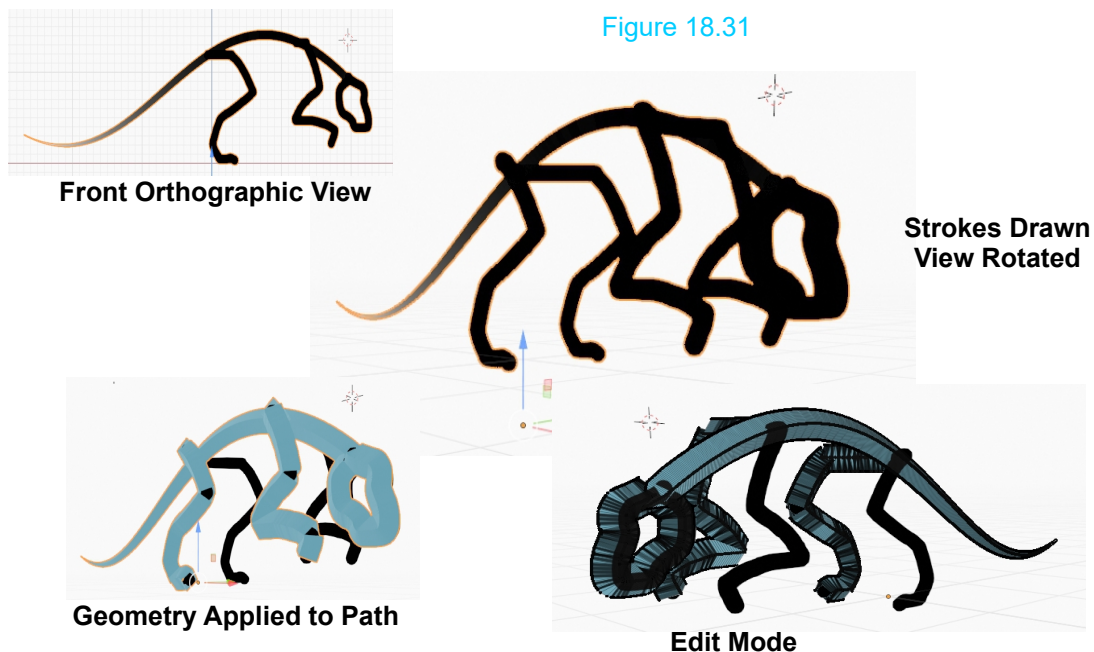 Figure 18.31
Front Orthographic View
Strokes Drawn
View Rotated
Geometry Applied to Path
Edit Mode